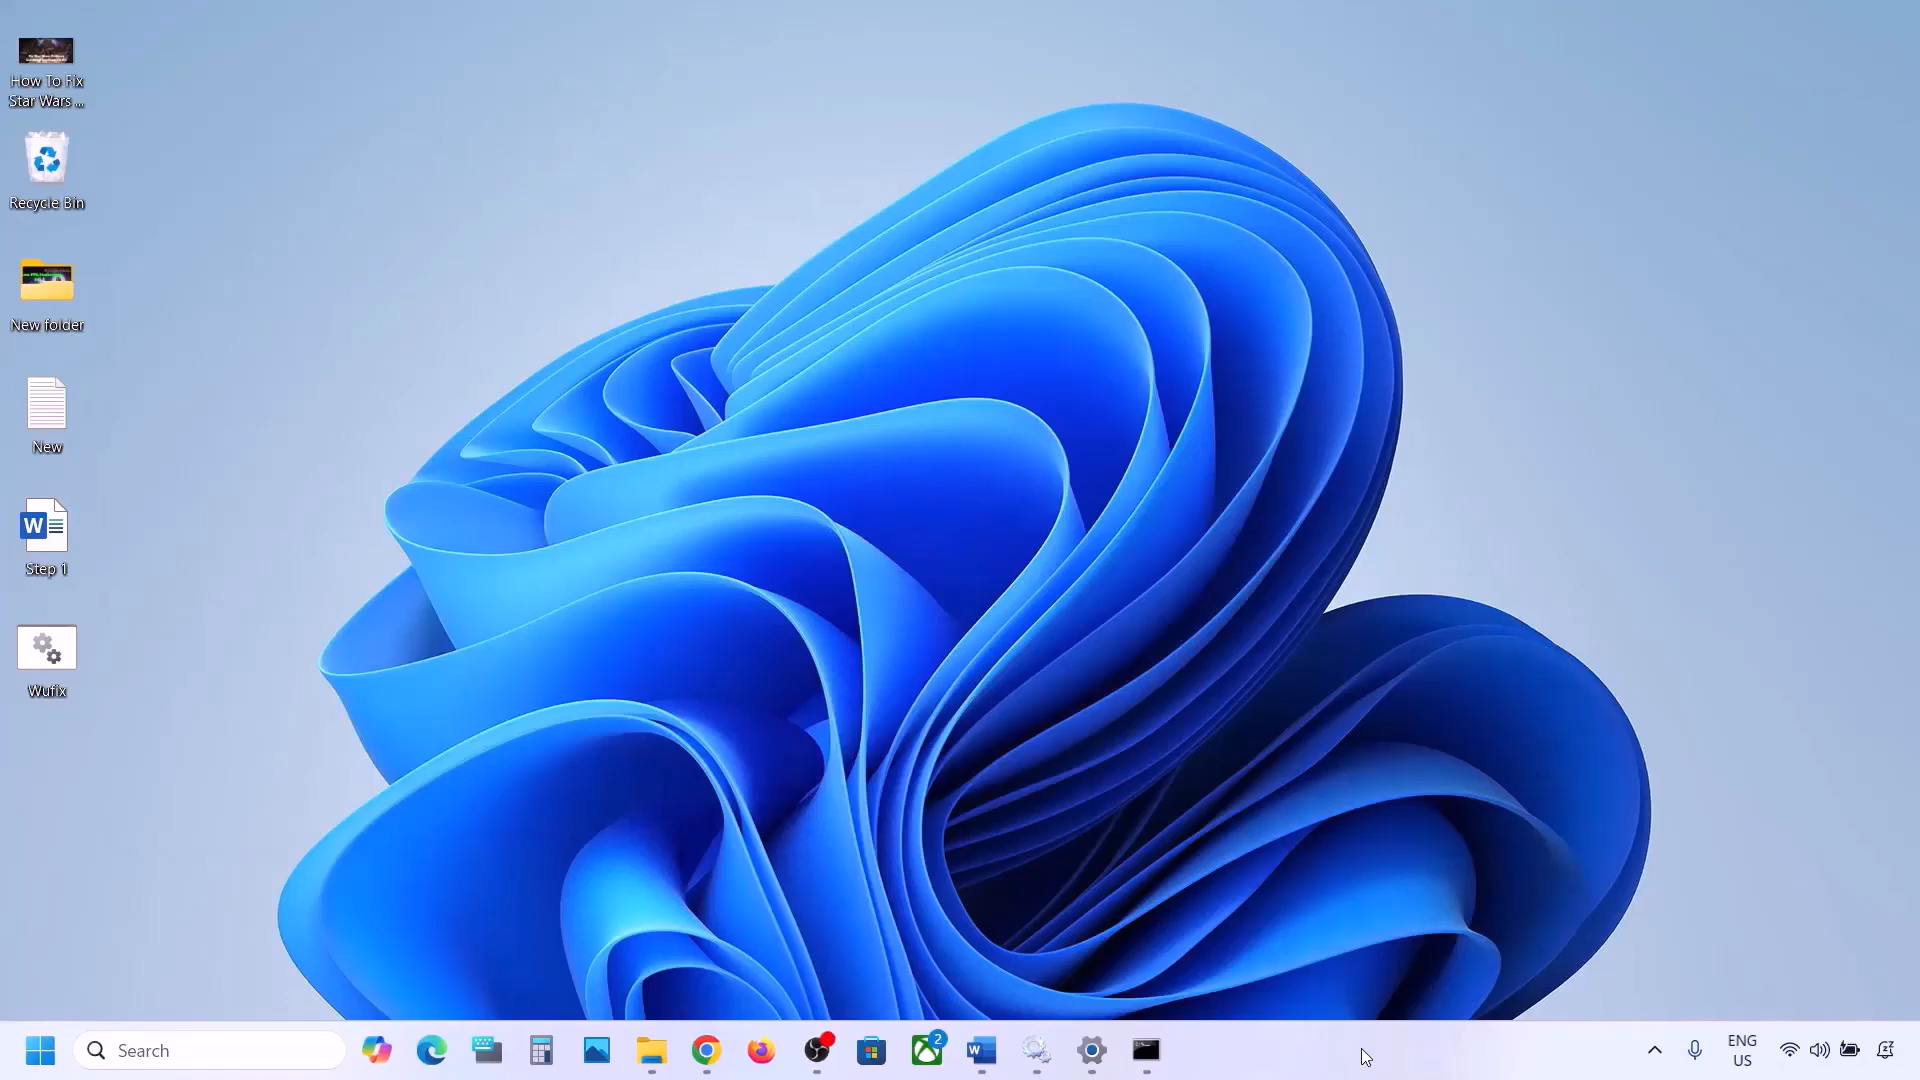 How To Fix
Star Wars ...
Recycle Bin
New folder
New
W
Step 1
Wufix
Search
2
W
ENG
US